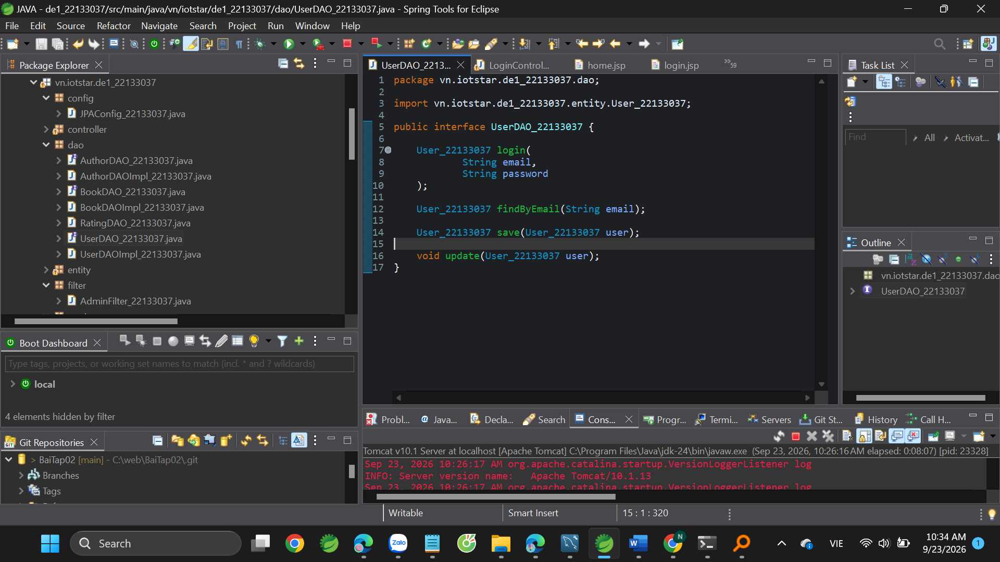 JAVA - de1_22133037/src/main/java/vn/iotstar/de1_22133037/dao/UserDAO_22133037.java - Spring Tools for Eclipse
File Edit Source Refactor Navigate Search Project Run Window Help
Package Explorer
vn.iotstar.de1_22133037
config
JPAConfig_22133037.java
controller
dao
AuthorDAO_22133037.java
AuthorDAOImpl_22133037.java
BookDAO_22133037.java
BookDAOImpl_22133037.java
RatingDAO_22133037.java
UserDAO_22133037.java
UserDAOImpl_22133037.java
entity
filter
AdminFilter_22133037.java
Boot Dashboard
Type tags, projects, or working set names to match (incl. * and ? wildcards)
local
4 elements hidden by filter
Git Repositories
> BaiTap02 [main] - C:\web\BaiTap02\.git
Branches
Tags
UserDAO_2213... LoginControl... home.jsp login.jsp »59
1 package vn.iotstar.de1_22133037.dao;
2
3 import vn.iotstar.de1_22133037.entity.User_22133037;
4
5 public interface UserDAO_22133037 {
6
7 User_22133037 login(
8 String email,
9 String password
10 );
11
12 User_22133037 findByEmail(String email);
13
14 User_22133037 save(User_22133037 user);
15
16 void update(User_22133037 user);
17 }
Task List
Find All Activat...
Outline
vn.iotstar.de1_22133037.dao
UserDAO_22133037
Probl... Java... Decla... Search Cons... Progr... Termi... Servers Git St... History Call H...
Tomcat v10.1 Server at localhost [Apache Tomcat] C:\Program Files\Java\jdk-24\bin\javaw.exe (Sep 23, 2026, 10:26:16 AM elapsed: 0:08:07) [pid: 23328]
Sep 23, 2026 10:26:17 AM org.apache.catalina.startup.VersionLoggerListener log
INFO: Server version name: Apache Tomcat/10.1.13
Sep 23, 2026 10:26:17 AM org.apache.catalina.startup.VersionLoggerListener log
Writable Smart Insert 15 : 1 : 320
Search
Zalo
N
VIE
10:34 AM
9/23/2026
1